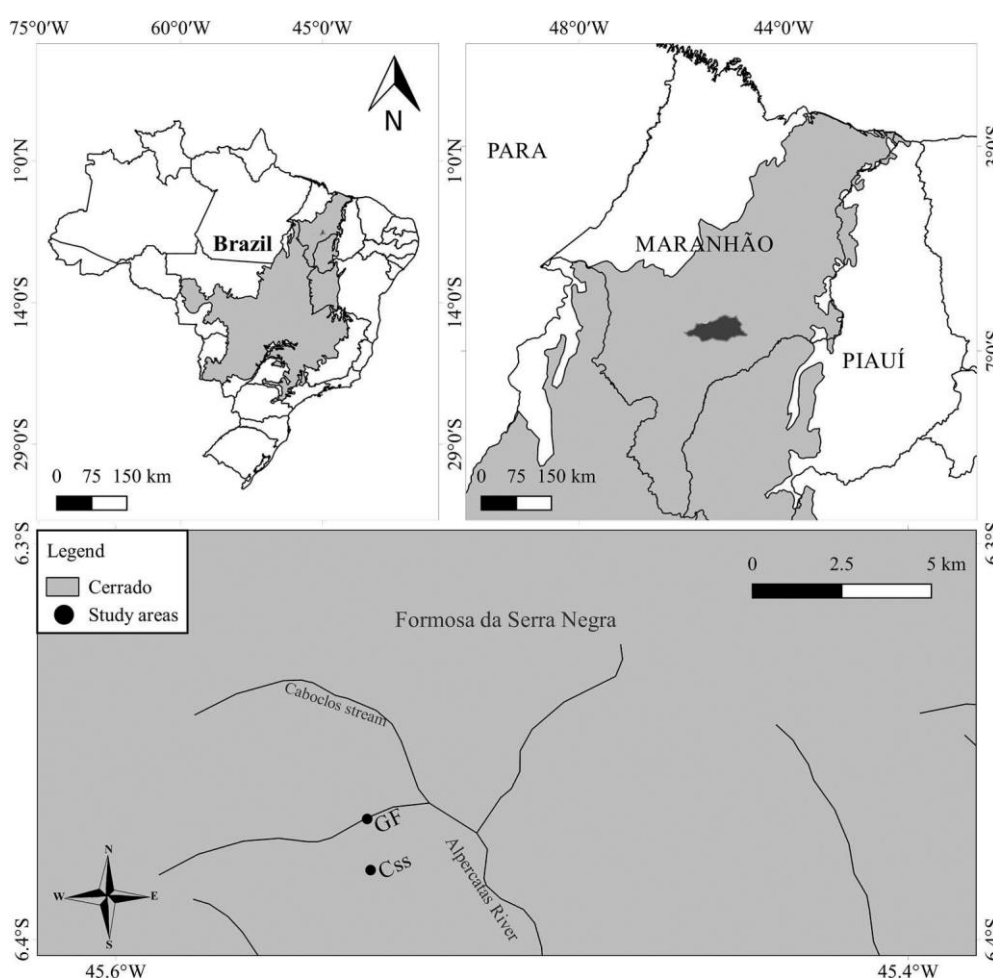 75°0'W 60°0'W 45°0'W
1°0'N
14°0'S
29°0'S
N
Brazil
0 75 150 km
48°0'W 44°0'W
3°0'S
7°0'S
PARA
MARANHÃO
PIAUÍ
0 75 150 km
6.3°S
6.3°S
Legend
Cerrado
Study areas
0 2.5 5 km
Formosa da Serra Negra
Caboclos stream
GF
Css
Alpercatas River
N
W E
S
6.4°S
6.4°S
45.6°W 45.4°W